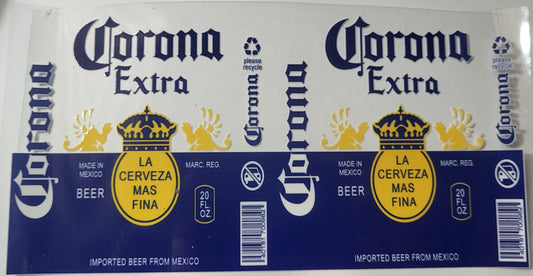 Corona
Extra
Corona
please
recycle
Corona
MADE IN
MEXICO
MARC. REG.
LA
CERVEZA
MAS
FINA
BEER
20
FL
OZ.
IMPORTED BEER FROM MEXICO
Corona
Extra
Corona
please
recycle
Corona
MADE IN
MEXICO
MARC. REG.
LA
CERVEZA
MAS
FINA
BEER
20
FL
OZ.
IMPORTED BEER FROM MEXICO